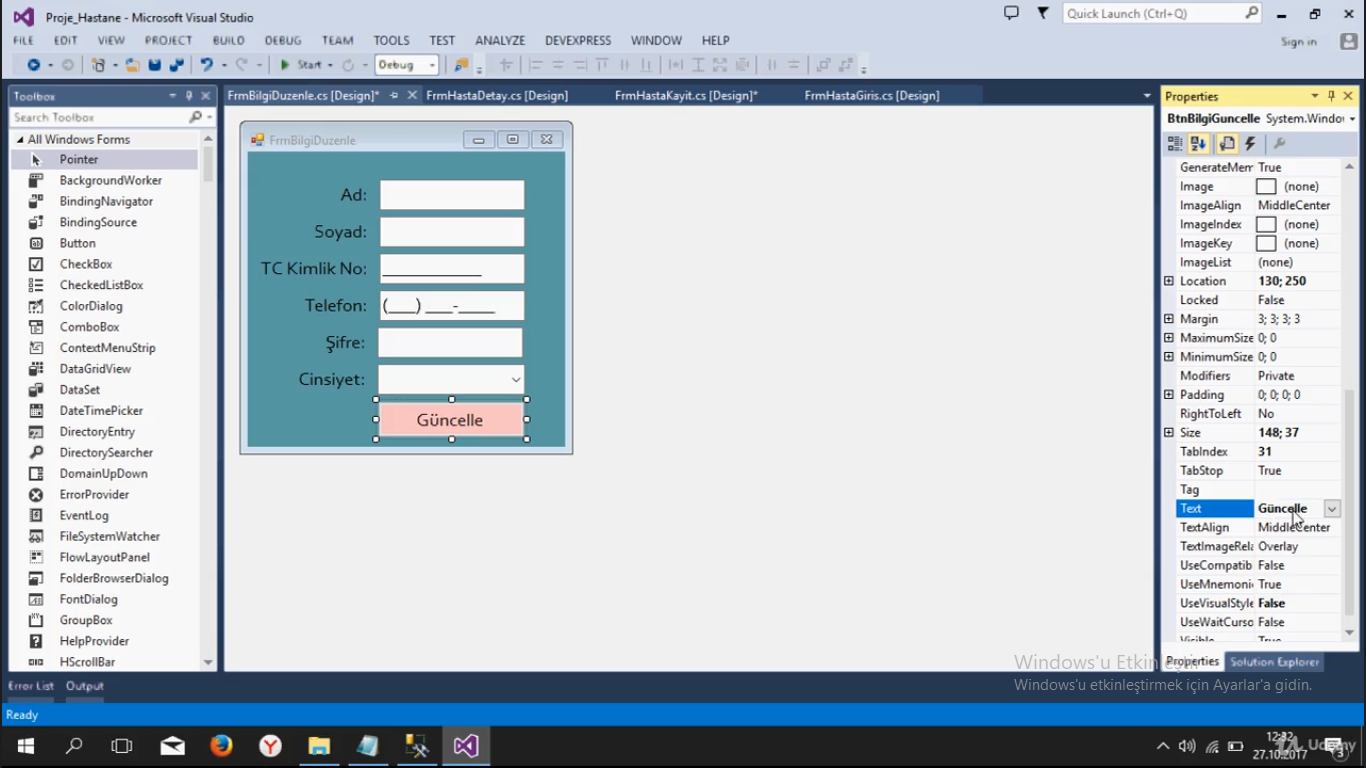 Proje_Hastane - Microsoft Visual Studio
Quick Launch (Ctrl+Q)
FILE EDIT VIEW PROJECT BUILD DEBUG TEAM TOOLS TEST ANALYZE DEVEXPRESS WINDOW HELP
Sign in
Start
Debug
Toolbox
Search Toolbox
All Windows Forms
Pointer
BackgroundWorker
BindingNavigator
BindingSource
Button
CheckBox
CheckedListBox
ColorDialog
ComboBox
ContextMenuStrip
DataGridView
DataSet
DateTimePicker
DirectoryEntry
DirectorySearcher
DomainUpDown
ErrorProvider
EventLog
FileSystemWatcher
FlowLayoutPanel
FolderBrowserDialog
FontDialog
GroupBox
HelpProvider
HScrollBar
FrmBilgiDuzenle.cs [Design]*
FrmHastaDetay.cs [Design]
FrmHastaKayit.cs [Design]*
FrmHastaGiris.cs [Design]
FrmBilgiDuzenle
Ad:
Soyad:
TC Kimlik No: ___________
Telefon: (___) ___-____
Şifre:
Cinsiyet:
Güncelle
Properties
BtnBilgiGuncelle System.Windo
GenerateMem True
Image (none)
ImageAlign MiddleCenter
ImageIndex (none)
ImageKey (none)
ImageList (none)
Location 130; 250
Locked False
Margin 3; 3; 3; 3
MaximumSize 0; 0
MinimumSize 0; 0
Modifiers Private
Padding 0; 0; 0; 0
RightToLeft No
Size 148; 37
TabIndex 31
TabStop True
Tag
Text Güncelle
TextAlign MiddleCenter
TextImageRela Overlay
UseCompatib False
UseMnemonic True
UseVisualStyle False
UseWaitCurso False
Visible True
Properties Solution Explorer
Windows'u Etkinleştir
Windows'u etkinleştirmek için Ayarlar'a gidin.
Error List Output
Ready
12:32
27.10.2017
Udemy
3